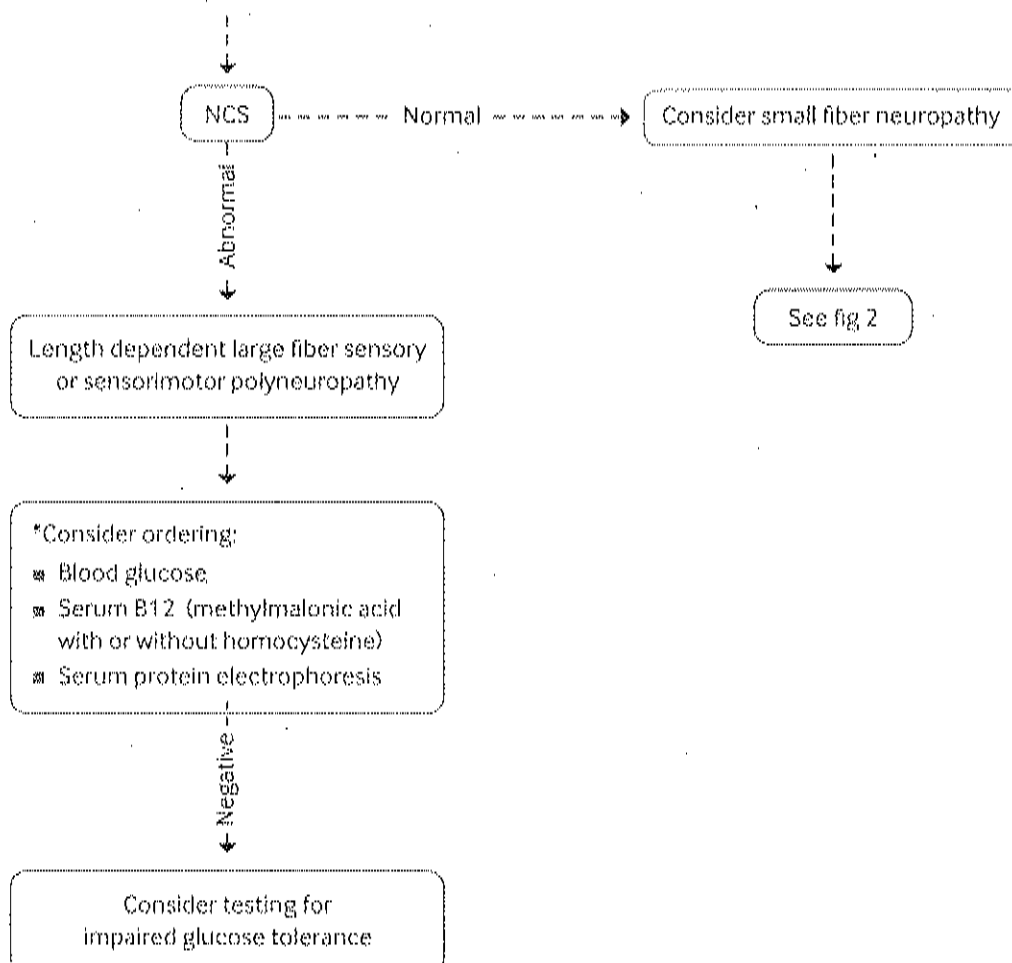 NCS
Normal
Consider small fiber neuropathy
Abnormal
See fig 2
Length dependent large fiber sensory
or sensorimotor polyneuropathy
*Consider ordering:
Blood glucose
Serum B12 (methylmalonic acid
with or without homocysteine)
Serum protein electrophoresis
Negative
Consider testing for
impaired glucose tolerance